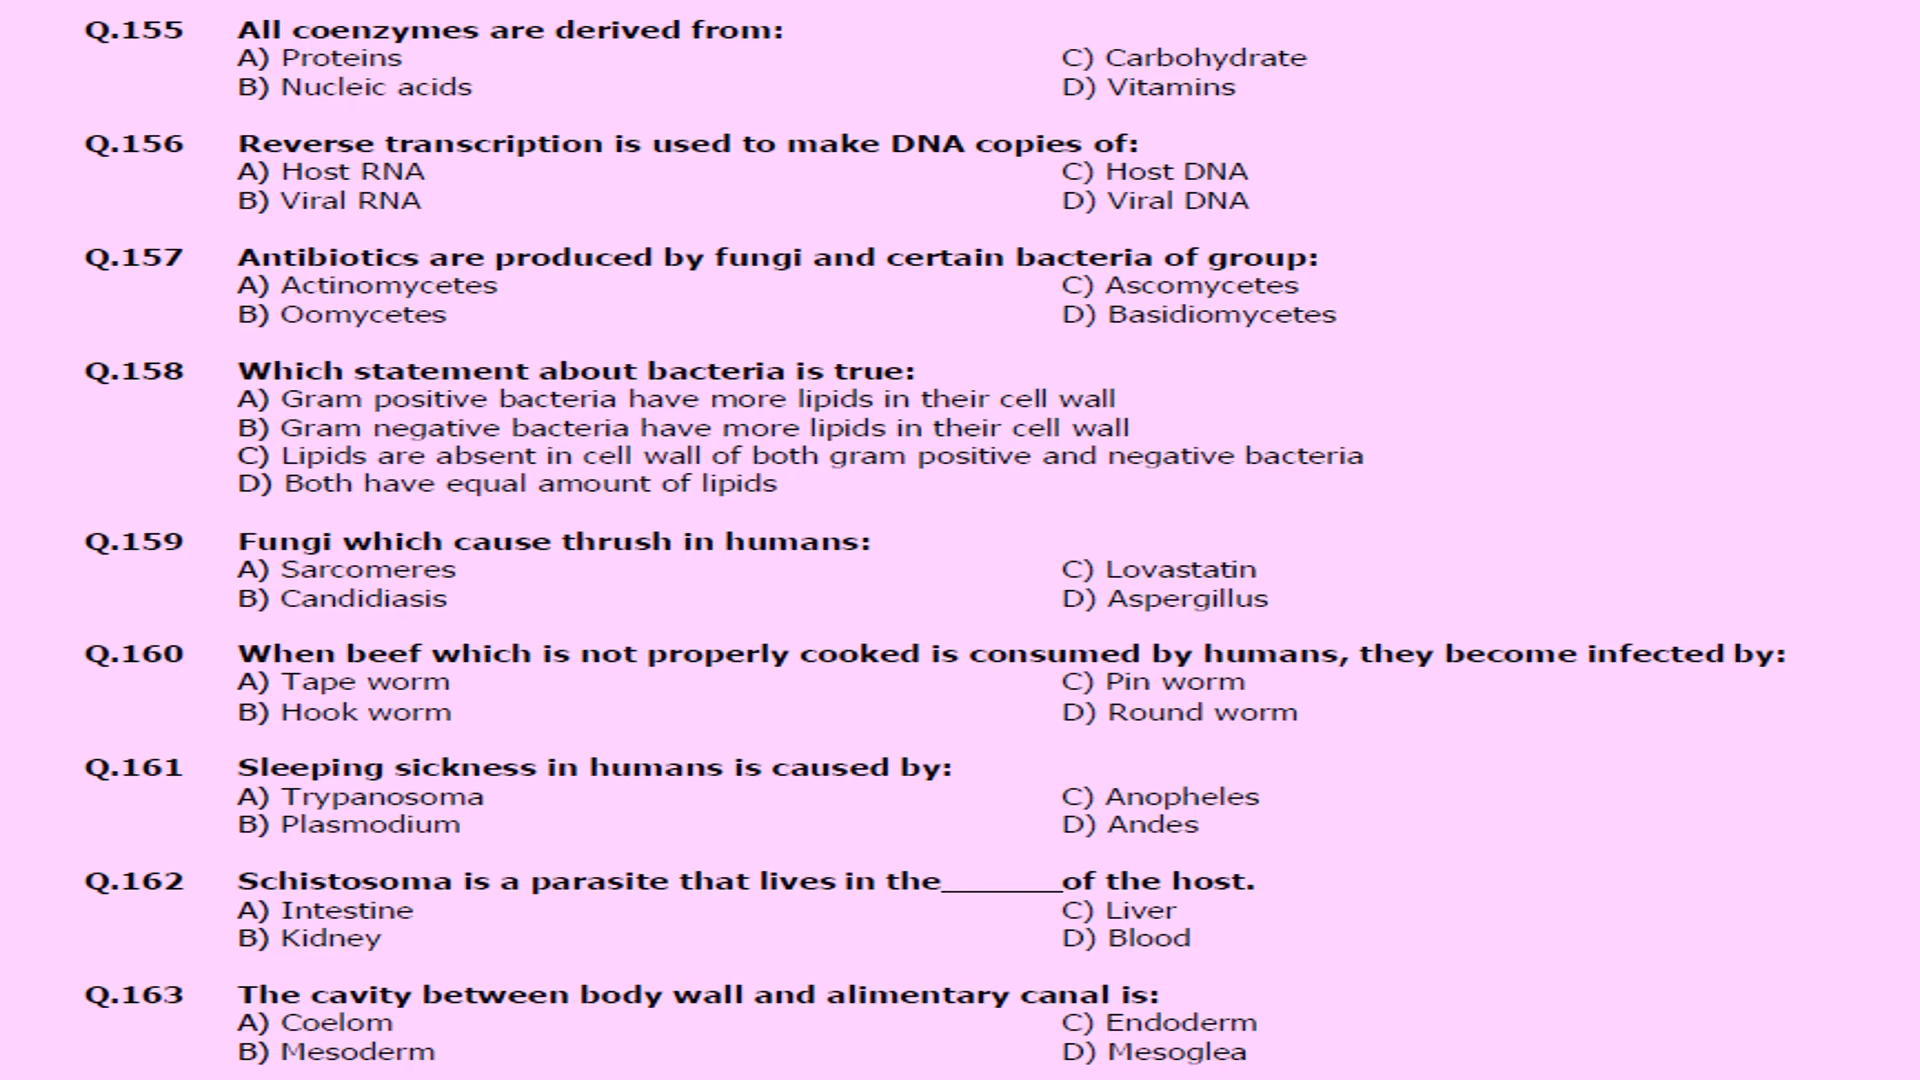 Q.155 All coenzymes are derived from:
A) Proteins C) Carbohydrate
B) Nucleic acids D) Vitamins
Q.156 Reverse transcription is used to make DNA copies of:
A) Host RNA C) Host DNA
B) Viral RNA D) Viral DNA
Q.157 Antibiotics are produced by fungi and certain bacteria of group:
A) Actinomycetes C) Ascomycetes
B) Oomycetes D) Basidiomycetes
Q.158 Which statement about bacteria is true:
A) Gram positive bacteria have more lipids in their cell wall
B) Gram negative bacteria have more lipids in their cell wall
C) Lipids are absent in cell wall of both gram positive and negative bacteria
D) Both have equal amount of lipids
Q.159 Fungi which cause thrush in humans:
A) Sarcomeres C) Lovastatin
B) Candidiasis D) Aspergillus
Q.160 When beef which is not properly cooked is consumed by humans, they become infected by:
A) Tape worm C) Pin worm
B) Hook worm D) Round worm
Q.161 Sleeping sickness in humans is caused by:
A) Trypanosoma C) Anopheles
B) Plasmodium D) Andes
Q.162 Schistosoma is a parasite that lives in the________of the host.
A) Intestine C) Liver
B) Kidney D) Blood
Q.163 The cavity between body wall and alimentary canal is:
A) Coelom C) Endoderm
B) Mesoderm D) Mesoglea